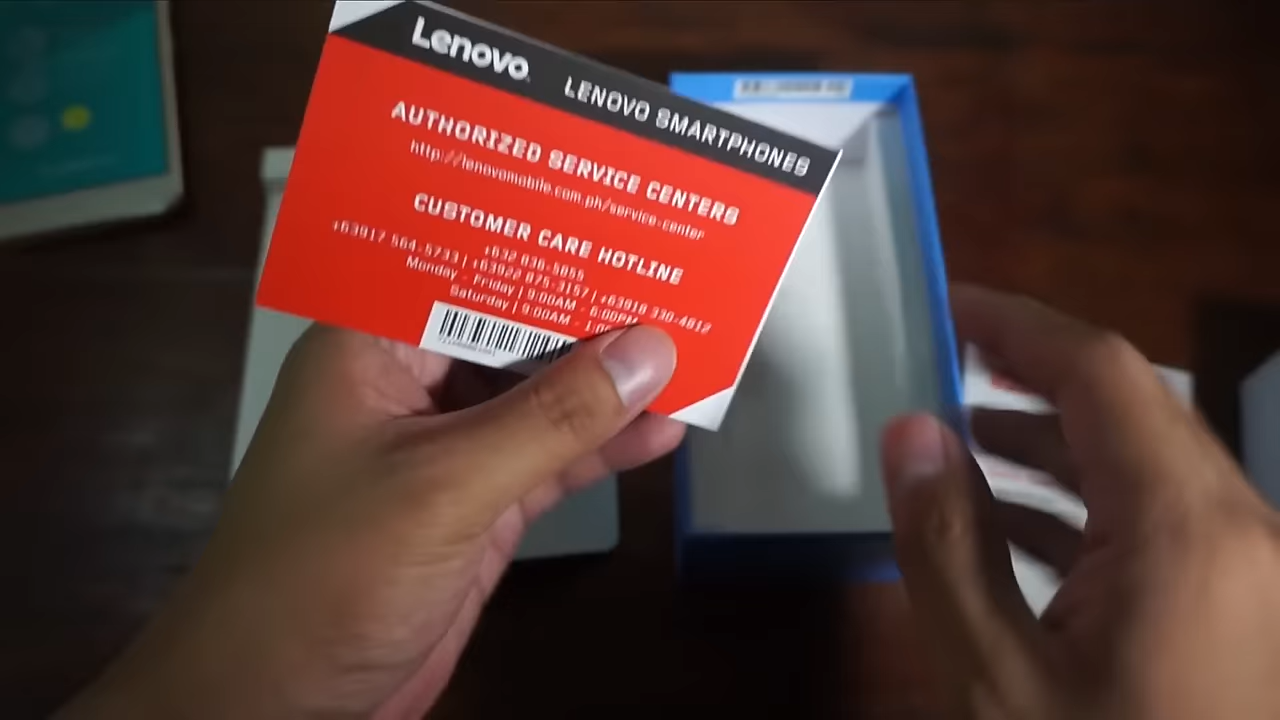 Lenovo
LENOVO SMARTPHONES
AUTHORIZED SERVICE CENTERS
http://lenovomobile.com.ph/service-center
CUSTOMER CARE HOTLINE
+632 836-5855
+63917 564-5733 | +63922 875-3157 | +63918 330-4812
Monday - Friday | 9:00AM - 6:00PM
Saturday | 9:00AM -